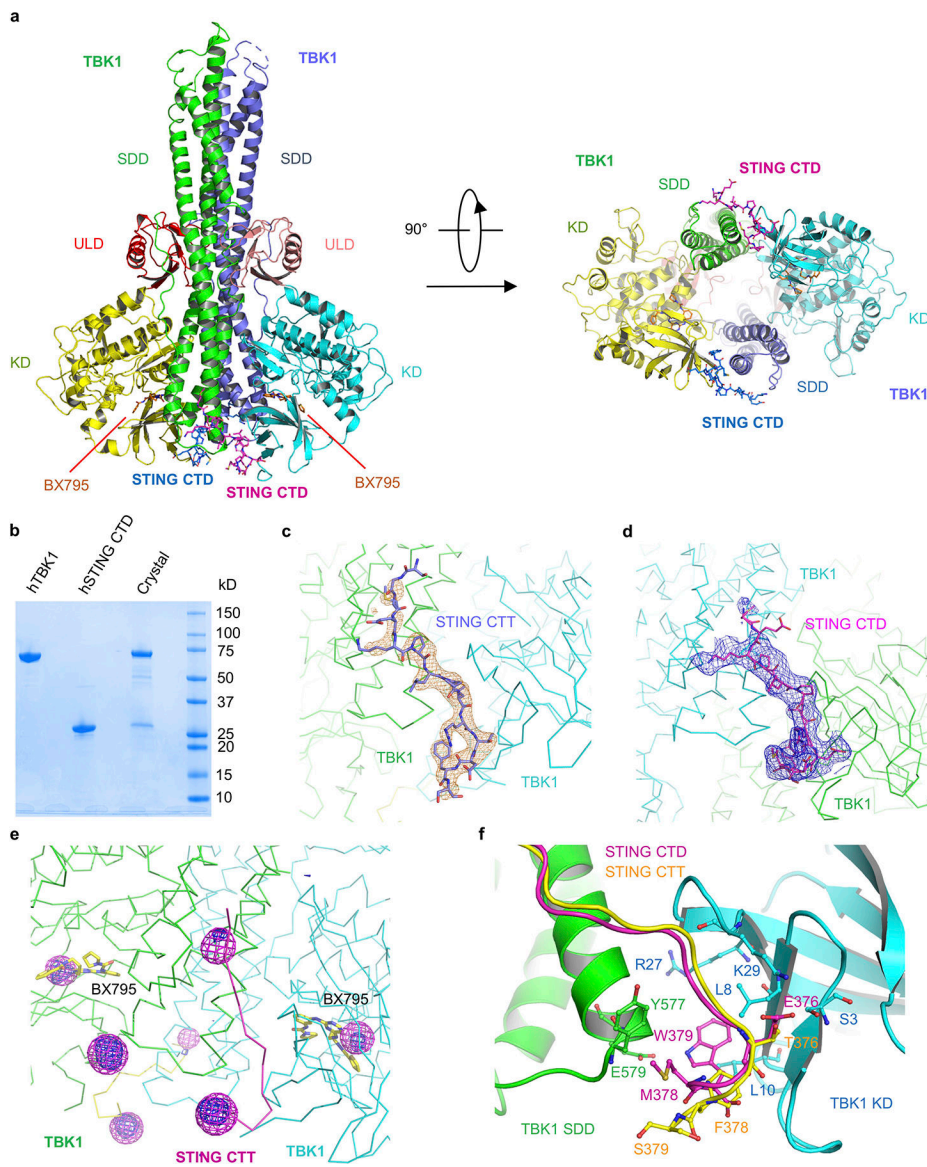 a
TBK1
TBK1
SDD
SDD
ULD
ULD
KD
KD
BX795
STING CTD
STING CTD
BX795
90°
TBK1
STING CTD
SDD
KD
KD
SDD
TBK1
STING CTD
b
hTBK1
hSTING CTD
Crystal
kD
150
100
75
50
37
25
20
15
10
c
STING CTT
TBK1
TBK1
d
TBK1
STING CTD
TBK1
e
BX795
BX795
TBK1
STING CTT
TBK1
f
STING CTD
STING CTT
R27
K29
L8
E376
Y577
S3
W379
T376
E579
L10
M378
F378
TBK1 SDD
S379
TBK1 KD